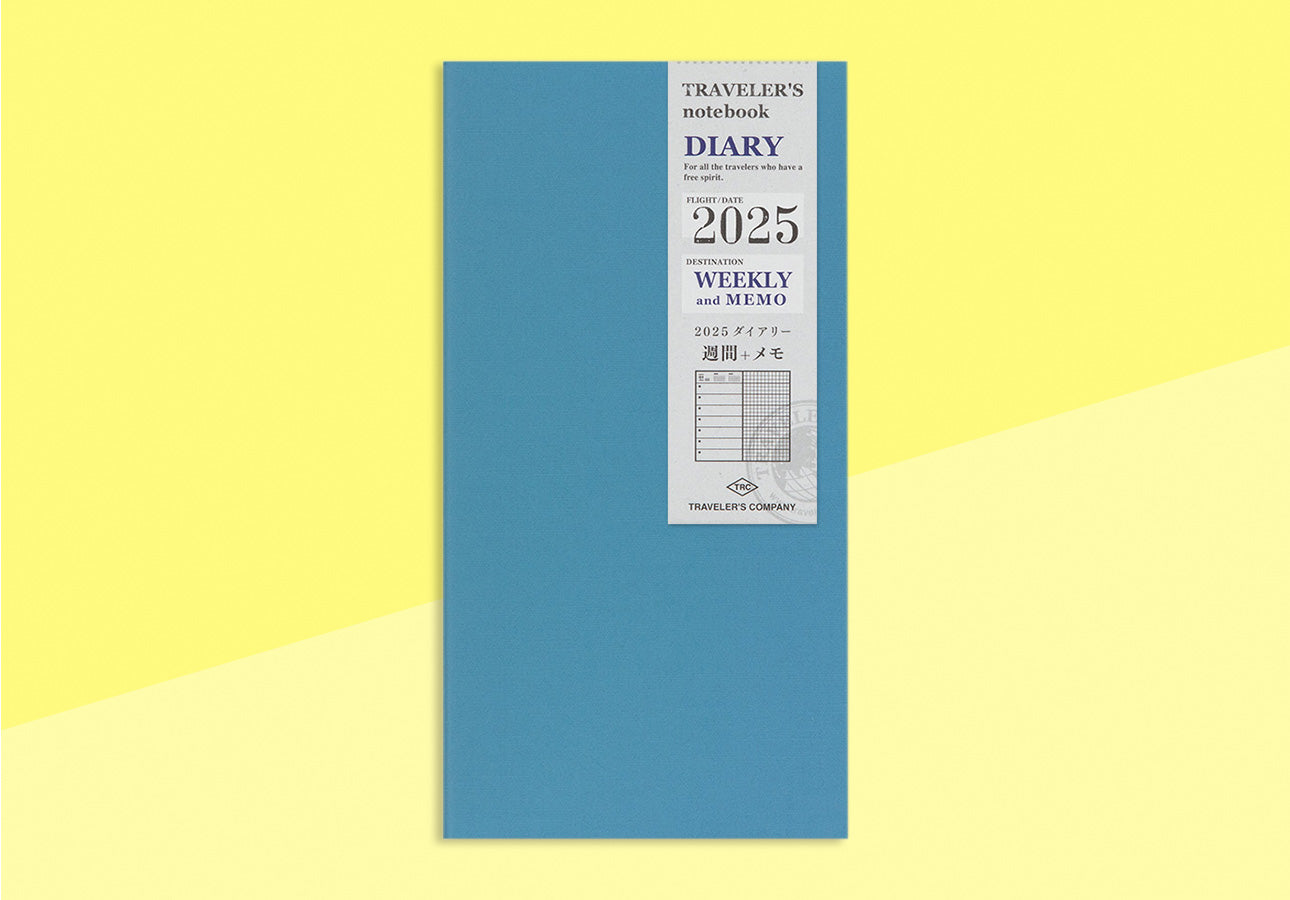 TRAVELER'S
notebook
DIARY
For all the travelers who have a
free spirit.
FLIGHT/DATE
2025
DESTINATION
WEEKLY
and MEMO
2025 ダイアリー
週間+メモ
TRC
TRAVELER'S COMPANY